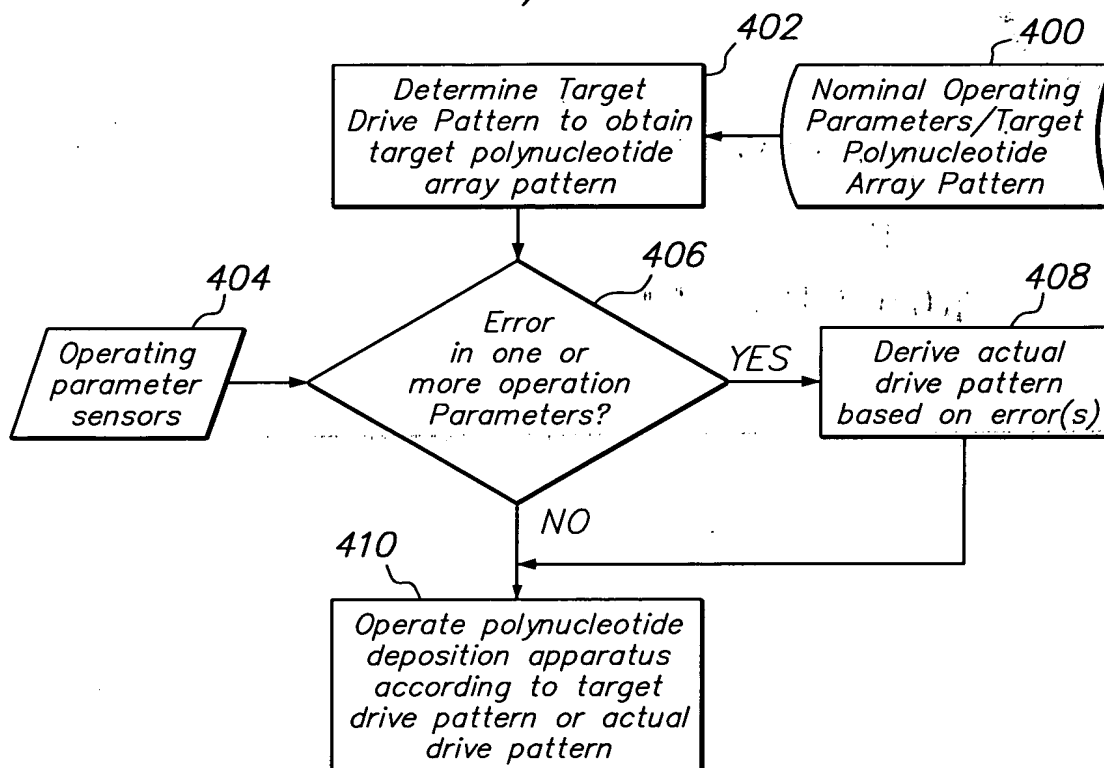 402
400
Determine Target
Drive Pattern to obtain
target polynucleotide
array pattern
Nominal Operating
Parameters/Target
Polynucleotide
Array Pattern
406
404
408
Operating
parameter
sensors
Error
in one or
more operation
Parameters?
YES
Derive actual
drive pattern
based on error(s)
NO
410
Operate polynucleotide
deposition apparatus
according to target
drive pattern or actual
drive pattern